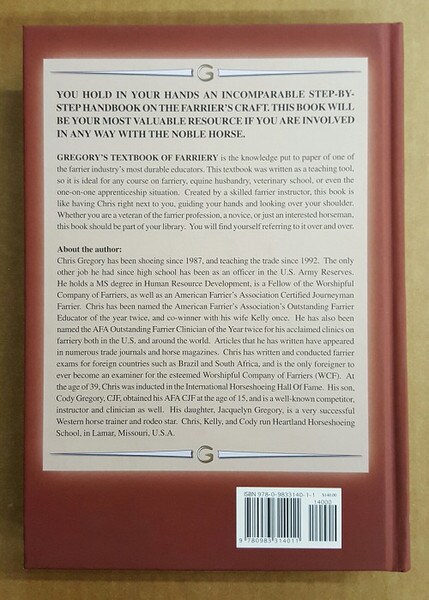 G
YOU HOLD IN YOUR HANDS AN INCOMPARABLE STEP-BY-
STEP HANDBOOK ON THE FARRIER'S CRAFT. THIS BOOK WILL
BE YOUR MOST VALUABLE RESOURCE IF YOU ARE INVOLVED
IN ANY WAY WITH THE NOBLE HORSE.
GREGORY'S TEXTBOOK OF FARRIERY is the knowledge put to paper of one of
the farrier industry's most durable educators. This textbook was written as a teaching tool,
so it is ideal for any course on farriery, equine husbandry, veterinary school, or even the
one-on-one apprenticeship situation. Created by a skilled farrier instructor, this book is
like having Chris right next to you, guiding your hands and looking over your shoulder.
Whether you are a veteran of the farrier profession, a novice, or just an interested horseman,
this book should be part of your library. You will find yourself referring to it over and over.
About the author:
Chris Gregory has been shoeing since 1987, and teaching the trade since 1992. The only
other job he had since high school has been as an officer in the U.S. Army Reserves.
He holds a MS degree in Human Resource Development, is a Fellow of the Worshipful
Company of Farriers, as well as an American Farrier's Association Certified Journeyman
Farrier. Chris has been named the American Farrier's Association's Outstanding Farrier
Educator of the year twice, and co-winner with his wife Kelly once. He has also been
named the AFA Outstanding Farrier Clinician of the Year twice for his acclaimed clinics on
farriery both in the U.S. and around the world. Articles that he has written have appeared
in numerous trade journals and horse magazines. Chris has written and conducted farrier
exams for foreign countries such as Brazil and South Africa, and is the only foreigner to
ever become an examiner for the esteemed Worshipful Company of Farriers (WCF). At
the age of 39, Chris was inducted in the International Horseshoeing Hall Of Fame. His son,
Cody Gregory, CJF, obtained his AFA CJF at the age of 15, and is a well-known competitor,
instructor and clinician as well. His daughter, Jacquelyn Gregory, is a very successful
Western horse trainer and rodeo star. Chris, Kelly, and Cody run Heartland Horseshoeing
School, in Lamar, Missouri, U.S.A.
G
ISBN 978-0-9833140-1-1 $140.00
14000
9 780983 314011